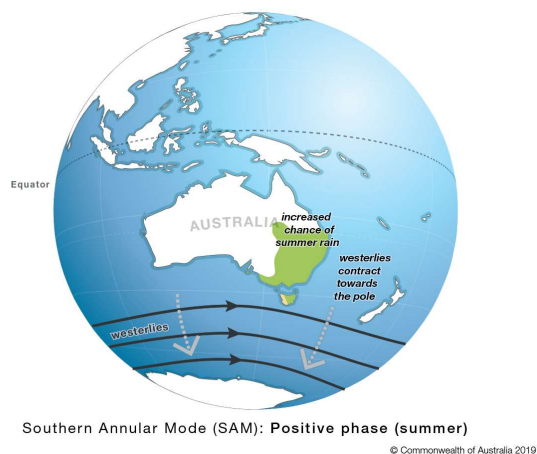 Equator
AUSTRALIA
increased
chance of
summer rain
westerlies
contract
towards
the pole
westerlies
Southern Annular Mode (SAM): Positive phase (summer)
© Commonwealth of Australia 2019